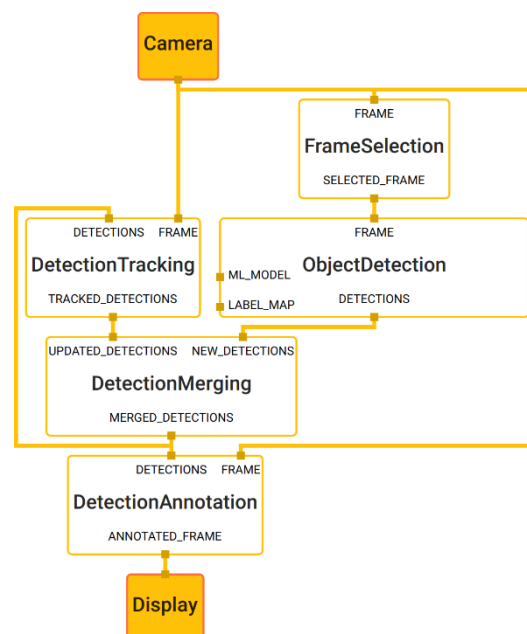 Camera
FRAME
FrameSelection
SELECTED_FRAME
DETECTIONS FRAME
DetectionTracking
TRACKED_DETECTIONS
FRAME
ObjectDetection
ML_MODEL
LABEL_MAP
DETECTIONS
UPDATED_DETECTIONS NEW_DETECTIONS
DetectionMerging
MERGED_DETECTIONS
DETECTIONS FRAME
DetectionAnnotation
ANNOTATED_FRAME
Display